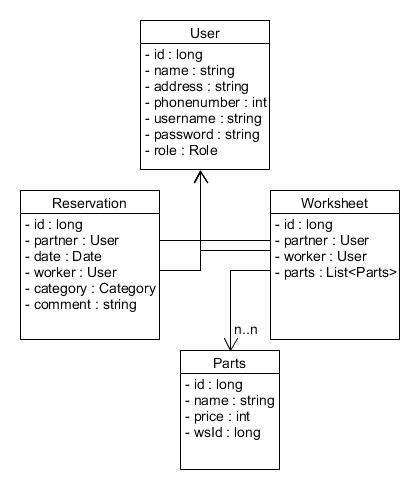 User
- id : long
- name : string
- address : string
- phonenumber : int
- username : string
- password : string
- role : Role
Reservation
- id : long
- partner : User
- date : Date
- worker : User
- category : Category
- comment : string
Worksheet
- id : long
- partner : User
- worker : User
- parts : List<Parts>
n..n
Parts
- id : long
- name : string
- price : int
- wsId : long